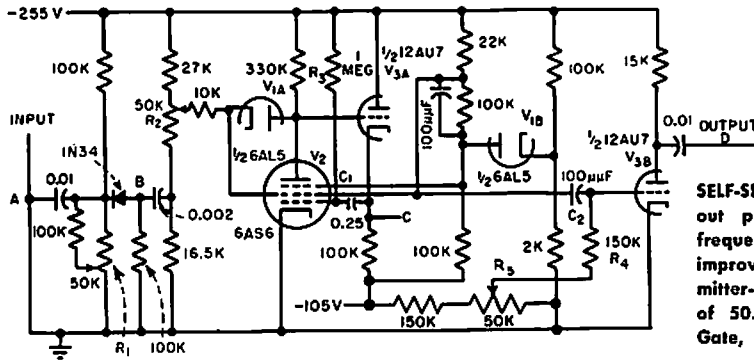 -255 V
100K
27K
330K
R3
1 MEG
1/2 12AU7
V3A
22K
100K
15K
INPUT
50K
R2
10K
V1A
100μμF
100K
V1B
0.01
OUTPUT
D
1N34
1/2 6AL5
V2
1/2 6AL5
1/2 12AU7
V3B
A
0.01
B
C1
100μμF
0.002
6AS6
0.25
C
C2
100K
16.5K
100K
100K
2K
150K
R4
50K
R5
-105V
R1
100K
150K
50K
SELF-SE
out p
freque
improv
mitter-
of 50.
Gate,